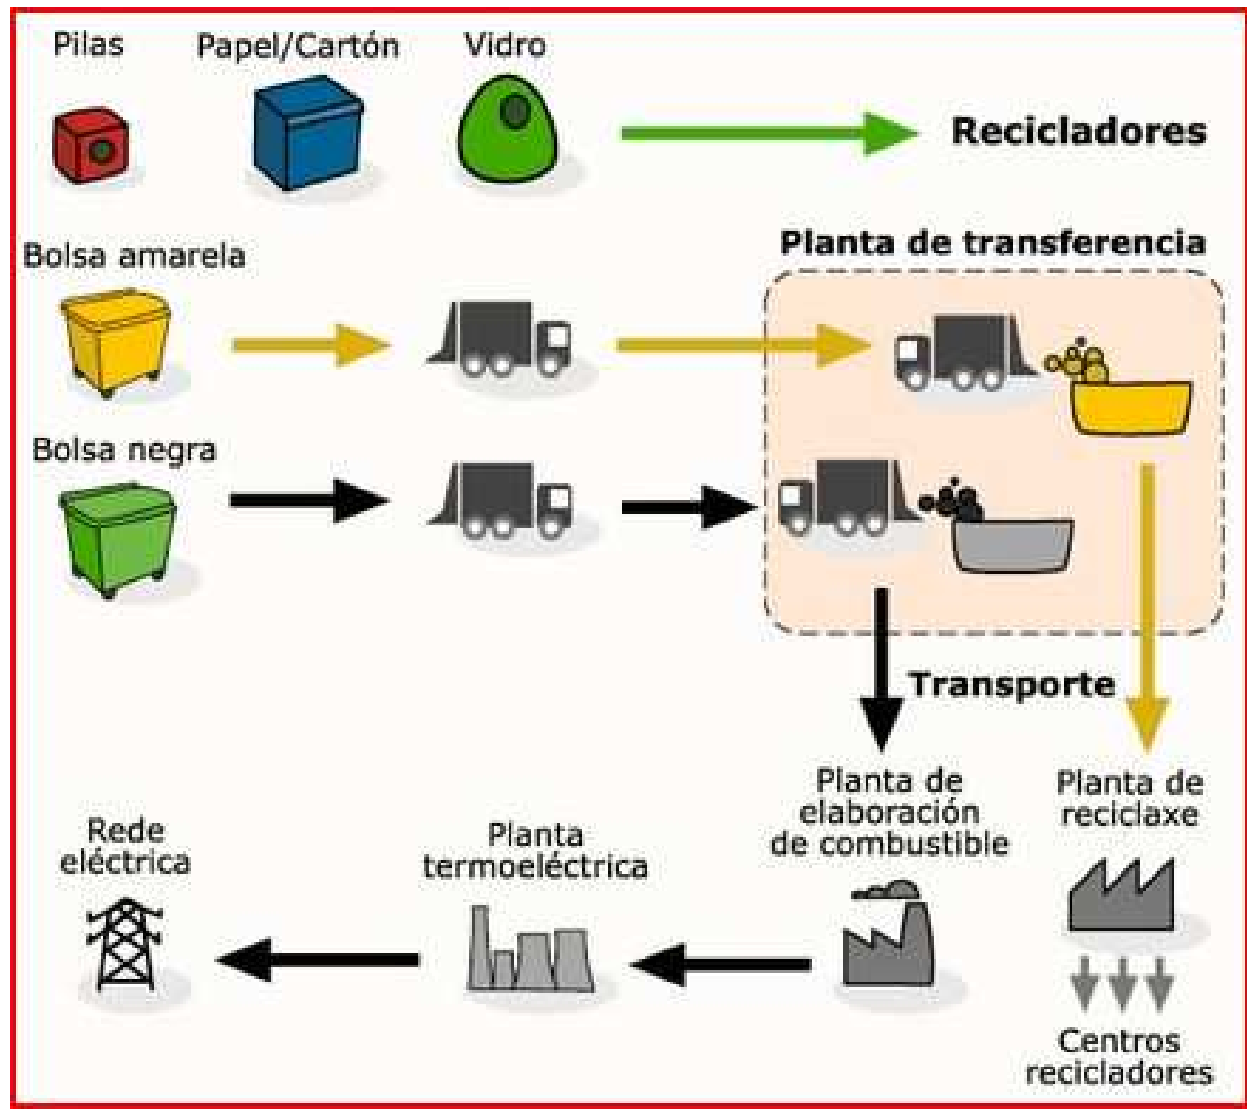 Pilas
Papel/Cartón
Vidro
Recicladores
Planta de transferencia
Bolsa amarela
Bolsa negra
Transporte
Planta de
elaboración
de combustible
Planta de
reciclaxe
Rede
eléctrica
Planta
termoeléctrica
Centros
recicladores